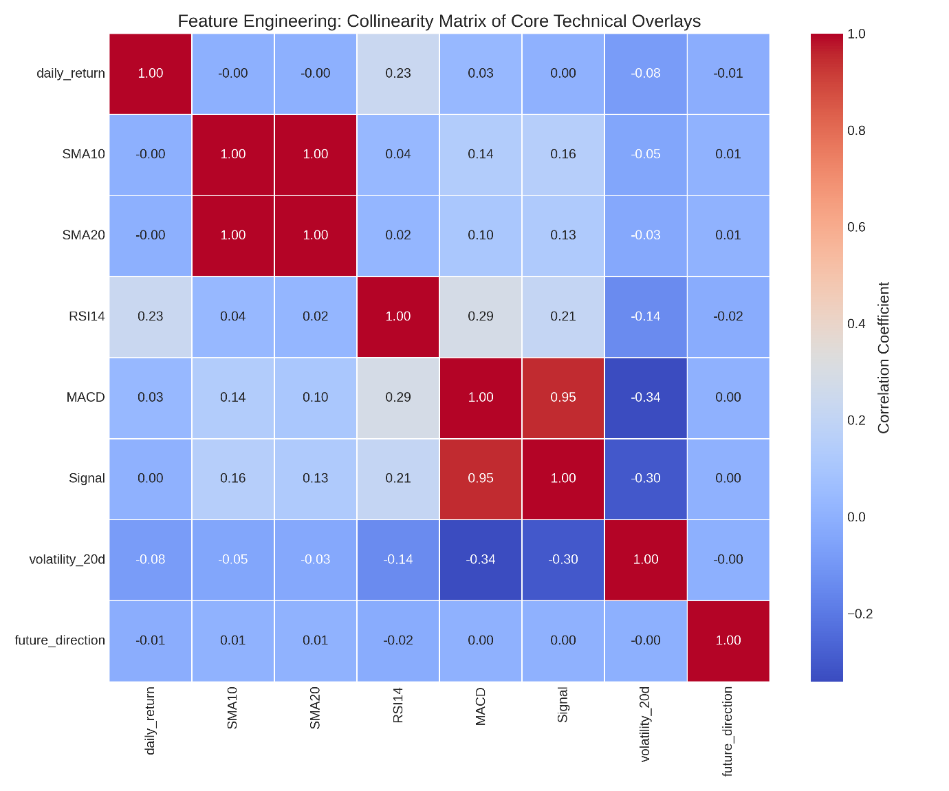 Feature Engineering: Collinearity Matrix of Core Technical Overlays
daily_return 1.00 -0.00 -0.00 0.23 0.03 0.00 -0.08 -0.01
SMA10 -0.00 1.00 1.00 0.04 0.14 0.16 -0.05 0.01
SMA20 -0.00 1.00 1.00 0.02 0.10 0.13 -0.03 0.01
RSI14 0.23 0.04 0.02 1.00 0.29 0.21 -0.14 -0.02
MACD 0.03 0.14 0.10 0.29 1.00 0.95 -0.34 0.00
Signal 0.00 0.16 0.13 0.21 0.95 1.00 -0.30 0.00
volatility_20d -0.08 -0.05 -0.03 -0.14 -0.34 -0.30 1.00 -0.00
future_direction -0.01 0.01 0.01 -0.02 0.00 0.00 -0.00 1.00
daily_return SMA10 SMA20 RSI14 MACD Signal volatility_20d future_direction
1.0
0.8
0.6
0.4
0.2
0.0
−0.2
Correlation Coefficient